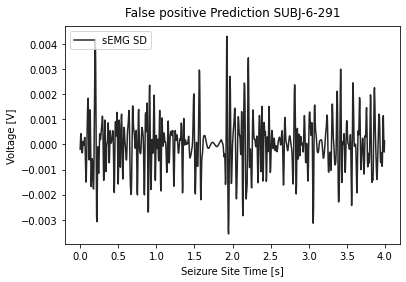 False positive Prediction SUBJ-6-291
sEMG SD
0.004
0.003
0.002
0.001
0.000
−0.001
−0.002
−0.003
Voltage [V]
0.0 0.5 1.0 1.5 2.0 2.5 3.0 3.5 4.0
Seizure Site Time [s]